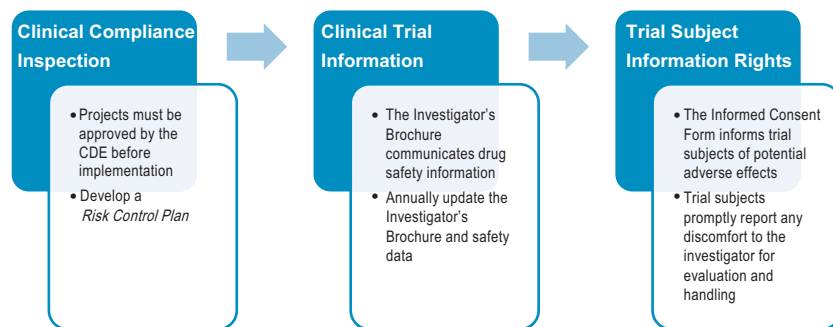 Clinical Compliance
Inspection
• Projects must be
approved by the
CDE before
implementation
• Develop a
Risk Control Plan
Clinical Trial
Information
• The Investigator’s
Brochure
communicates drug
safety information
• Annually update the
Investigator’s
Brochure and safety
data
Trial Subject
Information Rights
• The Informed Consent
Form informs trial
subjects of potential
adverse effects
• Trial subjects
promptly report any
discomfort to the
investigator for
evaluation and
handling